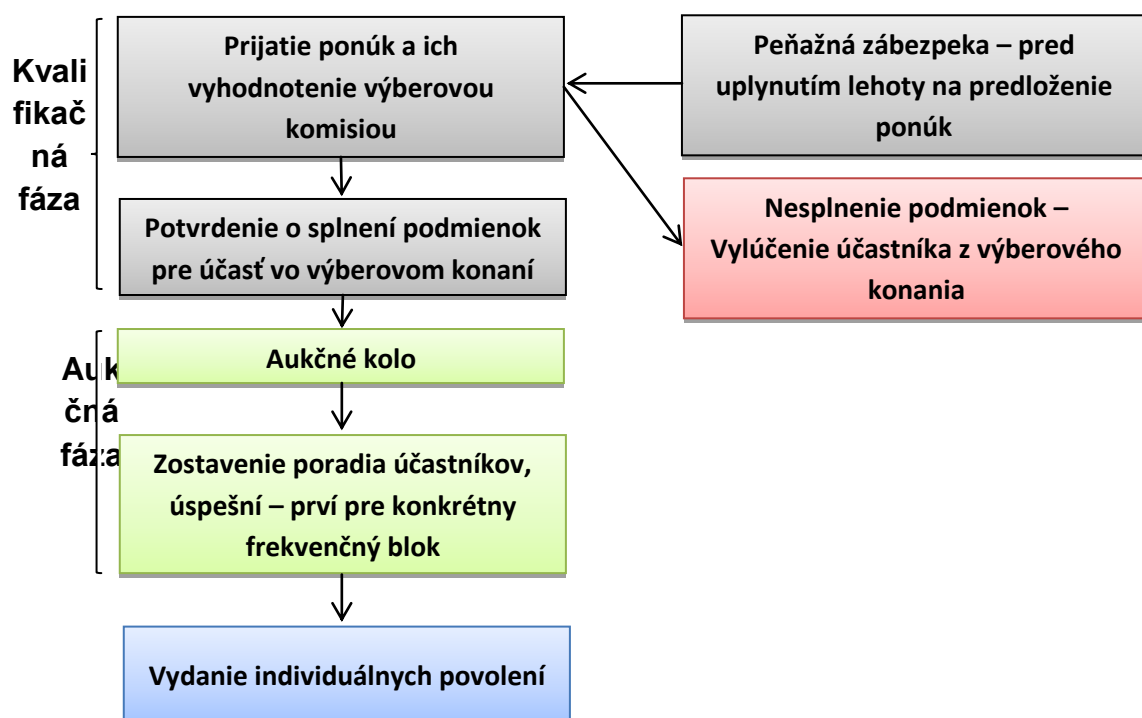 Kvali
fikač
ná
fáza
Prijatie ponúk a ich
vyhodnotenie výberovou
komisiou
Peňažná zábezpeka – pred
uplynutím lehoty na predloženie
ponúk
Potvrdenie o splnení podmienok
pre účasť vo výberovom konaní
Nesplnenie podmienok –
Vylúčenie účastníka z výberového
konania
Auk
čná
fáza
Aukčné kolo
Zostavenie poradia účastníkov,
úspešní – prví pre konkrétny
frekvenčný blok
Vydanie individuálnych povolení